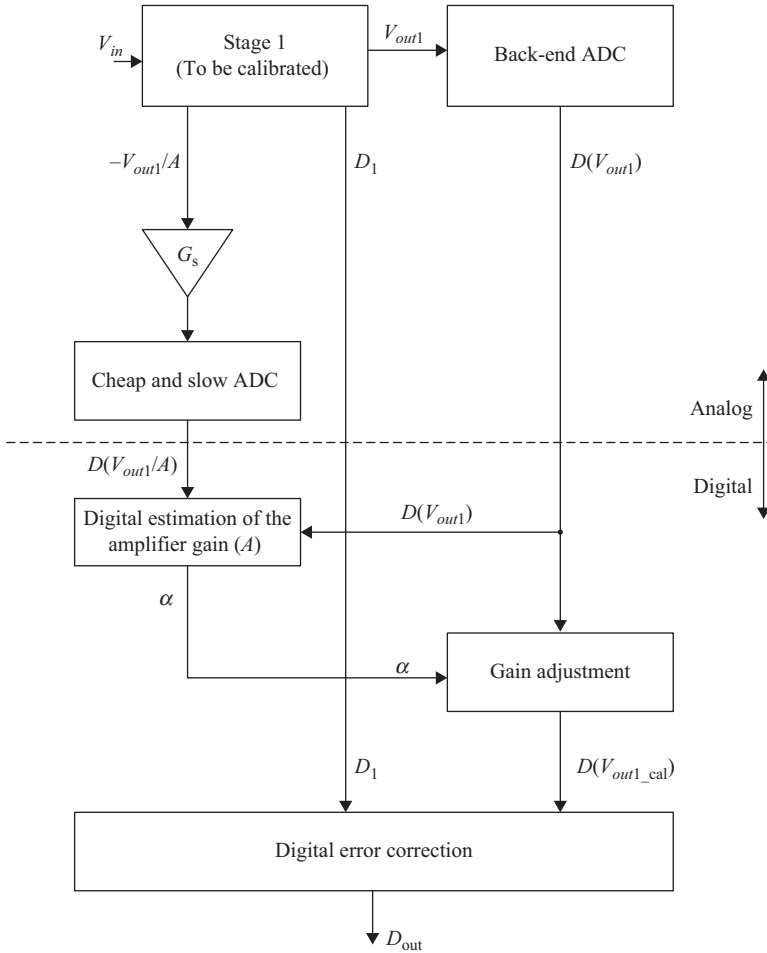 V_in
Stage 1
(To be calibrated)
V_out1
Back-end ADC
–V_out1/A
D_1
D(V_out1)
G_s
Cheap and slow ADC
Analog
D(V_out1/A)
Digital
Digital estimation of the
amplifier gain (A)
D(V_out1)
α
α
Gain adjustment
D_1
D(V_out1_cal)
Digital error correction
D_out